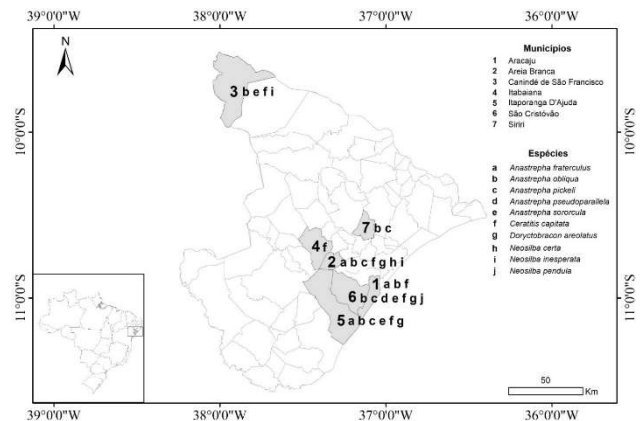 39°0'0"W 38°0'0"W 37°0'0"W 36°0'0"W
N
Municípios
1 Aracaju
2 Areia Branca
3 Canindé de São Francisco
4 Itabaiana
5 Itaporanga D'Ajuda
6 São Cristóvão
7 Siriri
3 b e f i
10°0'0"S 10°0'0"S
Espécies
a Anastrepha fraterculus
b Anastrepha obliqua
c Anastrepha pickeli
d Anastrepha pseudoparallela
e Anastrepha sororcula
f Ceratitis capitata
g Doryctobracon areolatus
h Neosilba certa
i Neosilba inesperata
j Neosilba pendula
7 b c
4 f
2 a b c f g h i
1 a b f
6 b c d e f g j
5 a b c e f g
11°0'0"S 11°0'0"S
50
Km
39°0'0"W 38°0'0"W 37°0'0"W 36°0'0"W